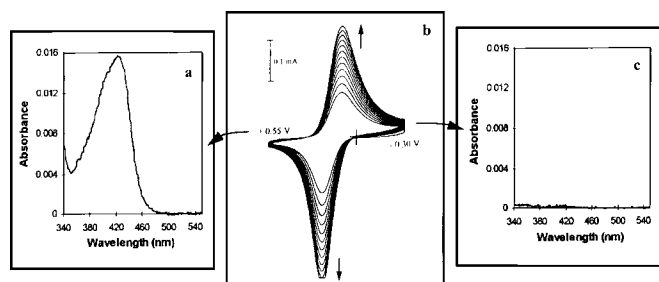 a
0.016
0.012
0.008
0.004
0
340 380 420 460 500 540
Wavelength (nm)
Absorbance
b
0.1 mA
+ 0.55 V
- 0.30 V
c
0.016
0.012
0.008
0.004
0
340 380 420 460 500 540
Wavelength (nm)
Absorbance